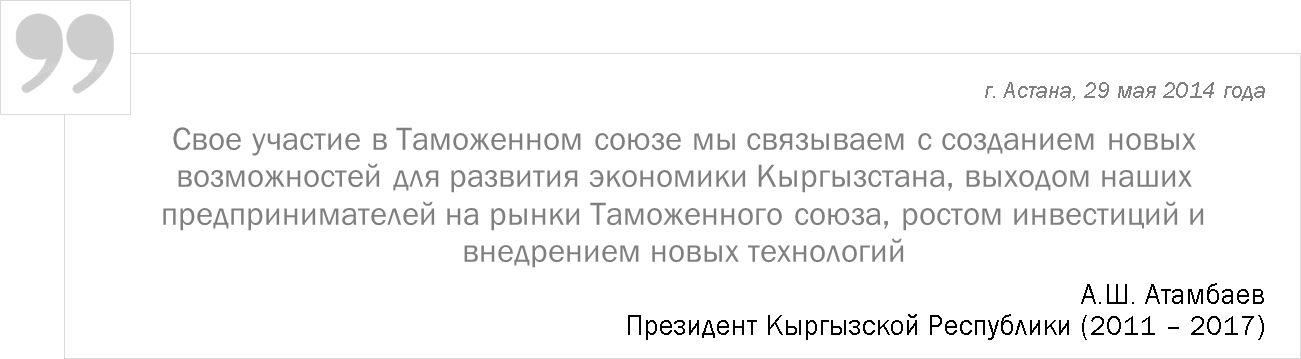 г. Астана, 29 мая 2014 года
Свое участие в Таможенном союзе мы связываем с созданием новых
возможностей для развития экономики Кыргызстана, выходом наших
предпринимателей на рынки Таможенного союза, ростом инвестиций и
внедрением новых технологий
А.Ш. Атамбаев
Президент Кыргызской Республики (2011 – 2017)